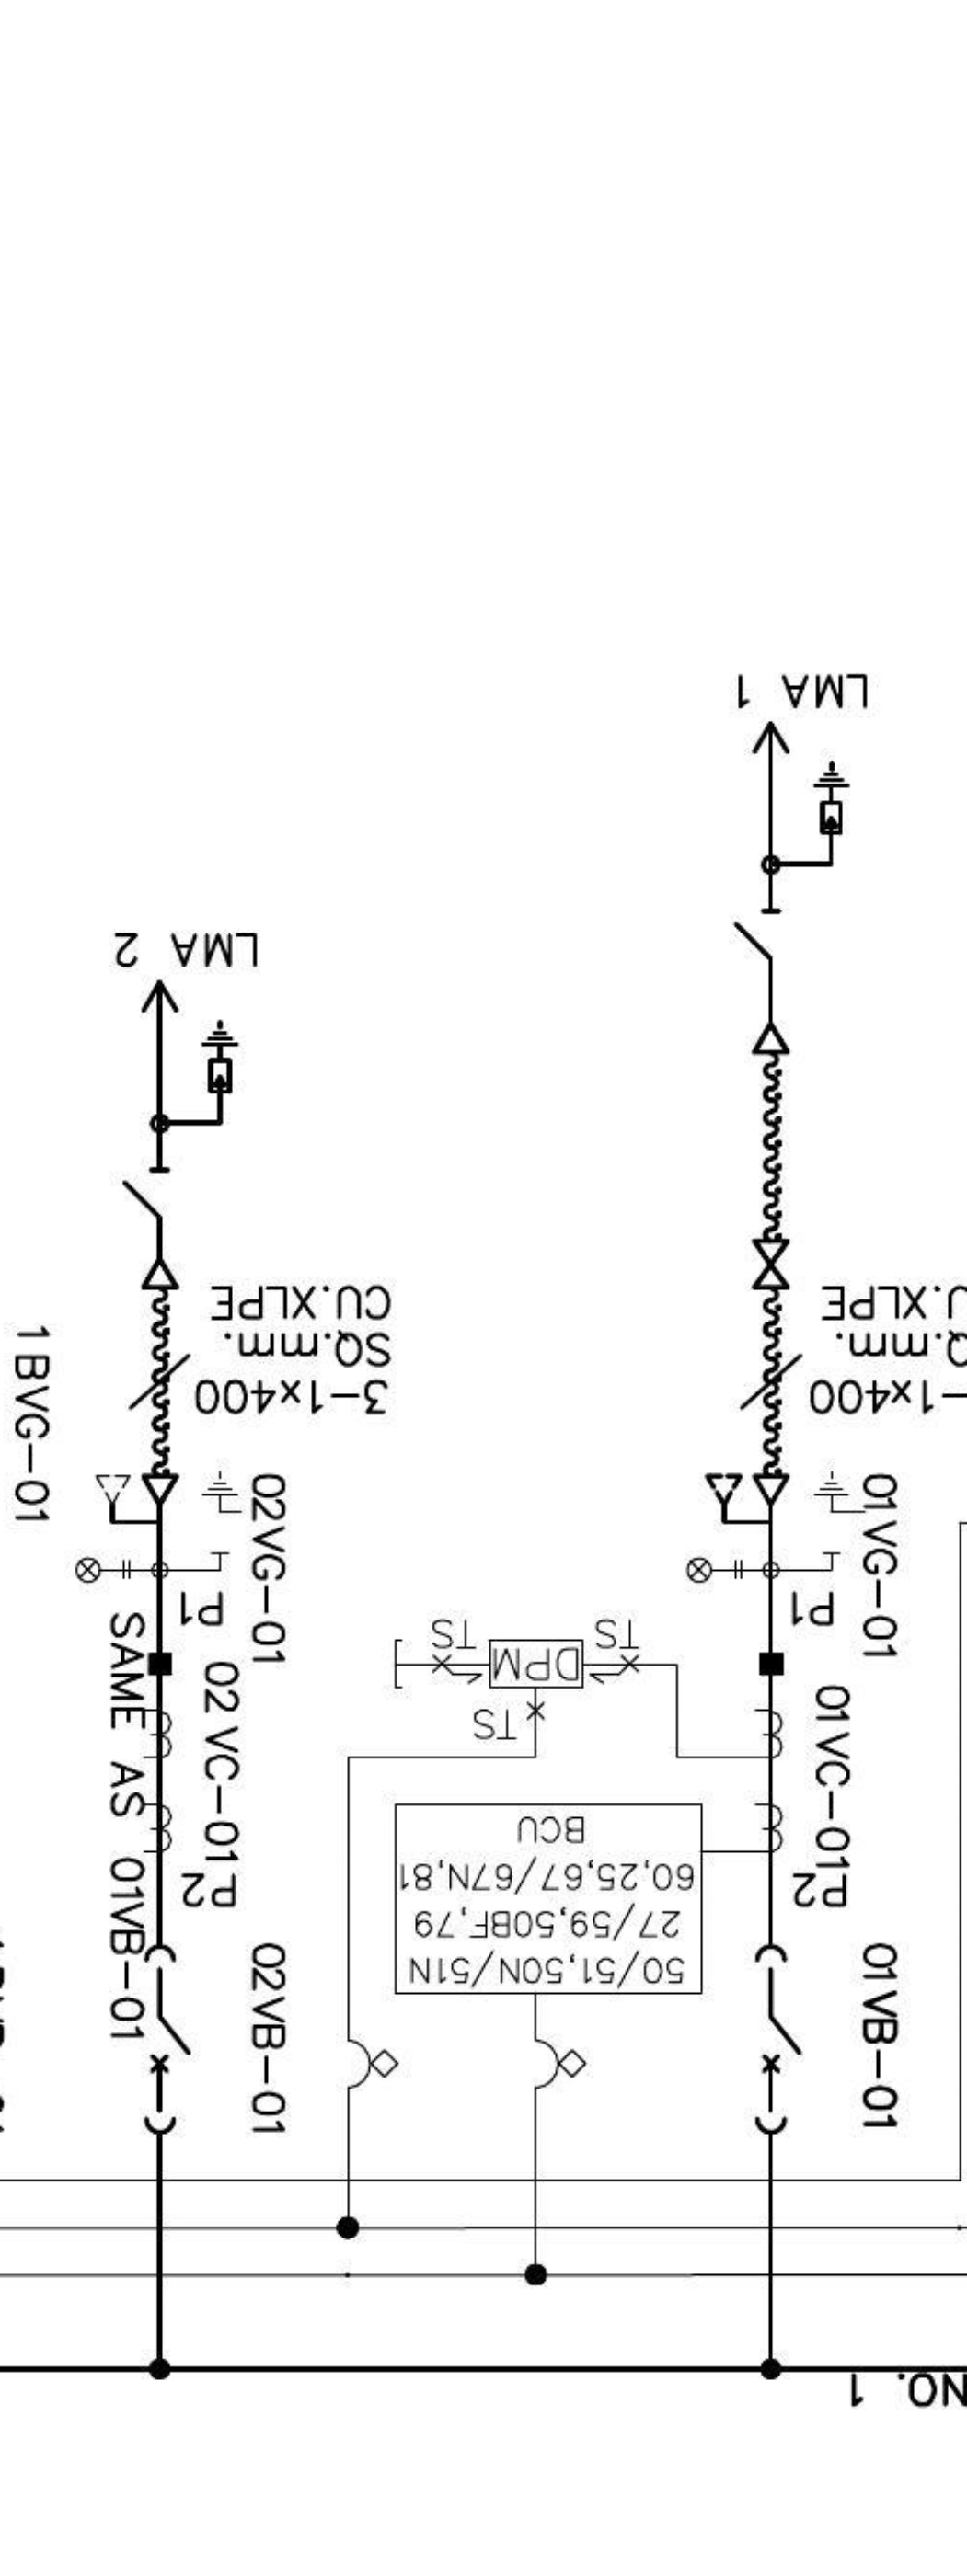 LMA 1
LMA 2
CU.XLPE
SQ.mm.
3-1x400
U.XLPE
Q.mm.
-1x400
1BVG-01
02VG-01
01VG-01
P1
P1
SAME AS 01VB-01
02VC-01
01VC-01
TS
DPM
TS
TS
BCU
60,25,67/67N,81
27/59,50BF,79
50/51,50N/51N
P2
P2
02VB-01
01VB-01
NO. 1